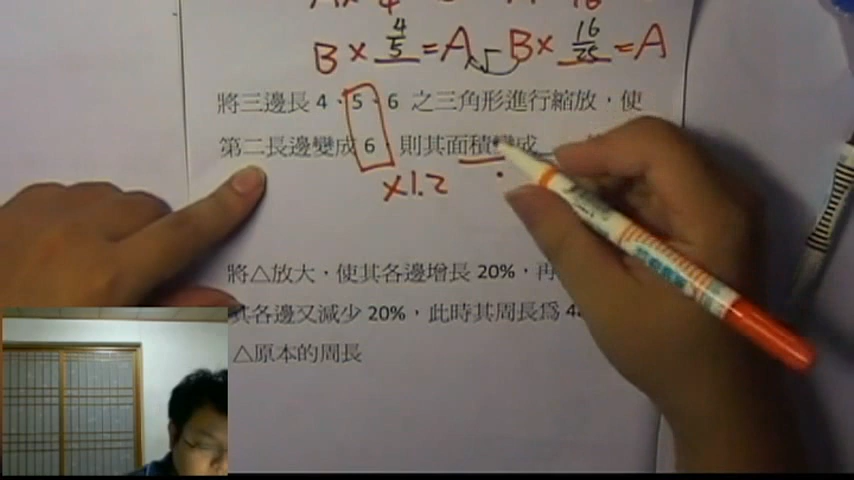 B × 4/5 = A B × 16/25 = A
將三邊長 4、5、6 之三角形進行縮放，使
第二長邊變成 6，則其面積變成
×1.2
將△放大，使其各邊增長 20%，再
其各邊又減少 20%，此時其周長為
△原本的周長